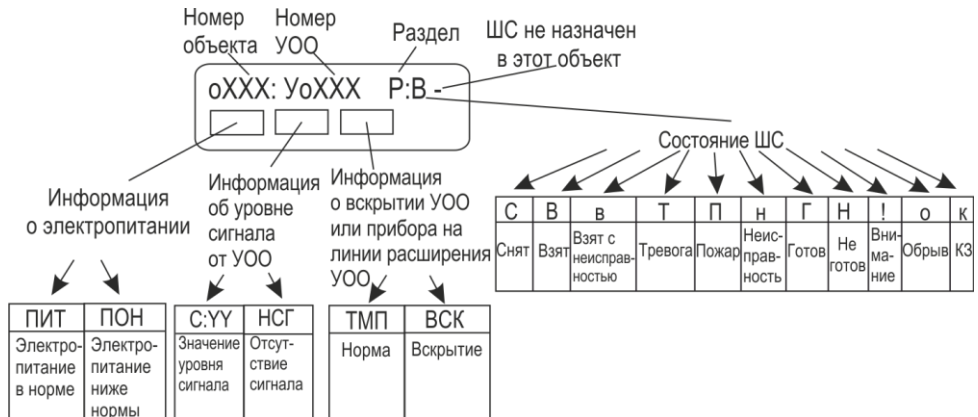 Номер
объекта
Номер
УОО
Раздел
ШС не назначен
в этот объект
оХХХ: УоХХХ Р:В -
Состояние ШС
Информация
о электропитании
Информация
об уровне
сигнала
от УОО
Информация
о вскрытии УОО
или прибора на
линии расширения
УОО
С В в Т П н Г Н ! о к
Снят
Взят
Взят с
неисправ-
ностью
Тревога
Пожар
Неис-
прав-
ность
Готов
Не
готов
Вни-
ма-
ние
Обрыв
КЗ
ПИТ
ПОН
Электро-
питание
в норме
Электро-
питание
ниже
нормы
С:YY
НСГ
Значение
уровня
сигнала
Отсут-
ствие
сигнала
ТМП
ВСК
Норма
Вскрытие